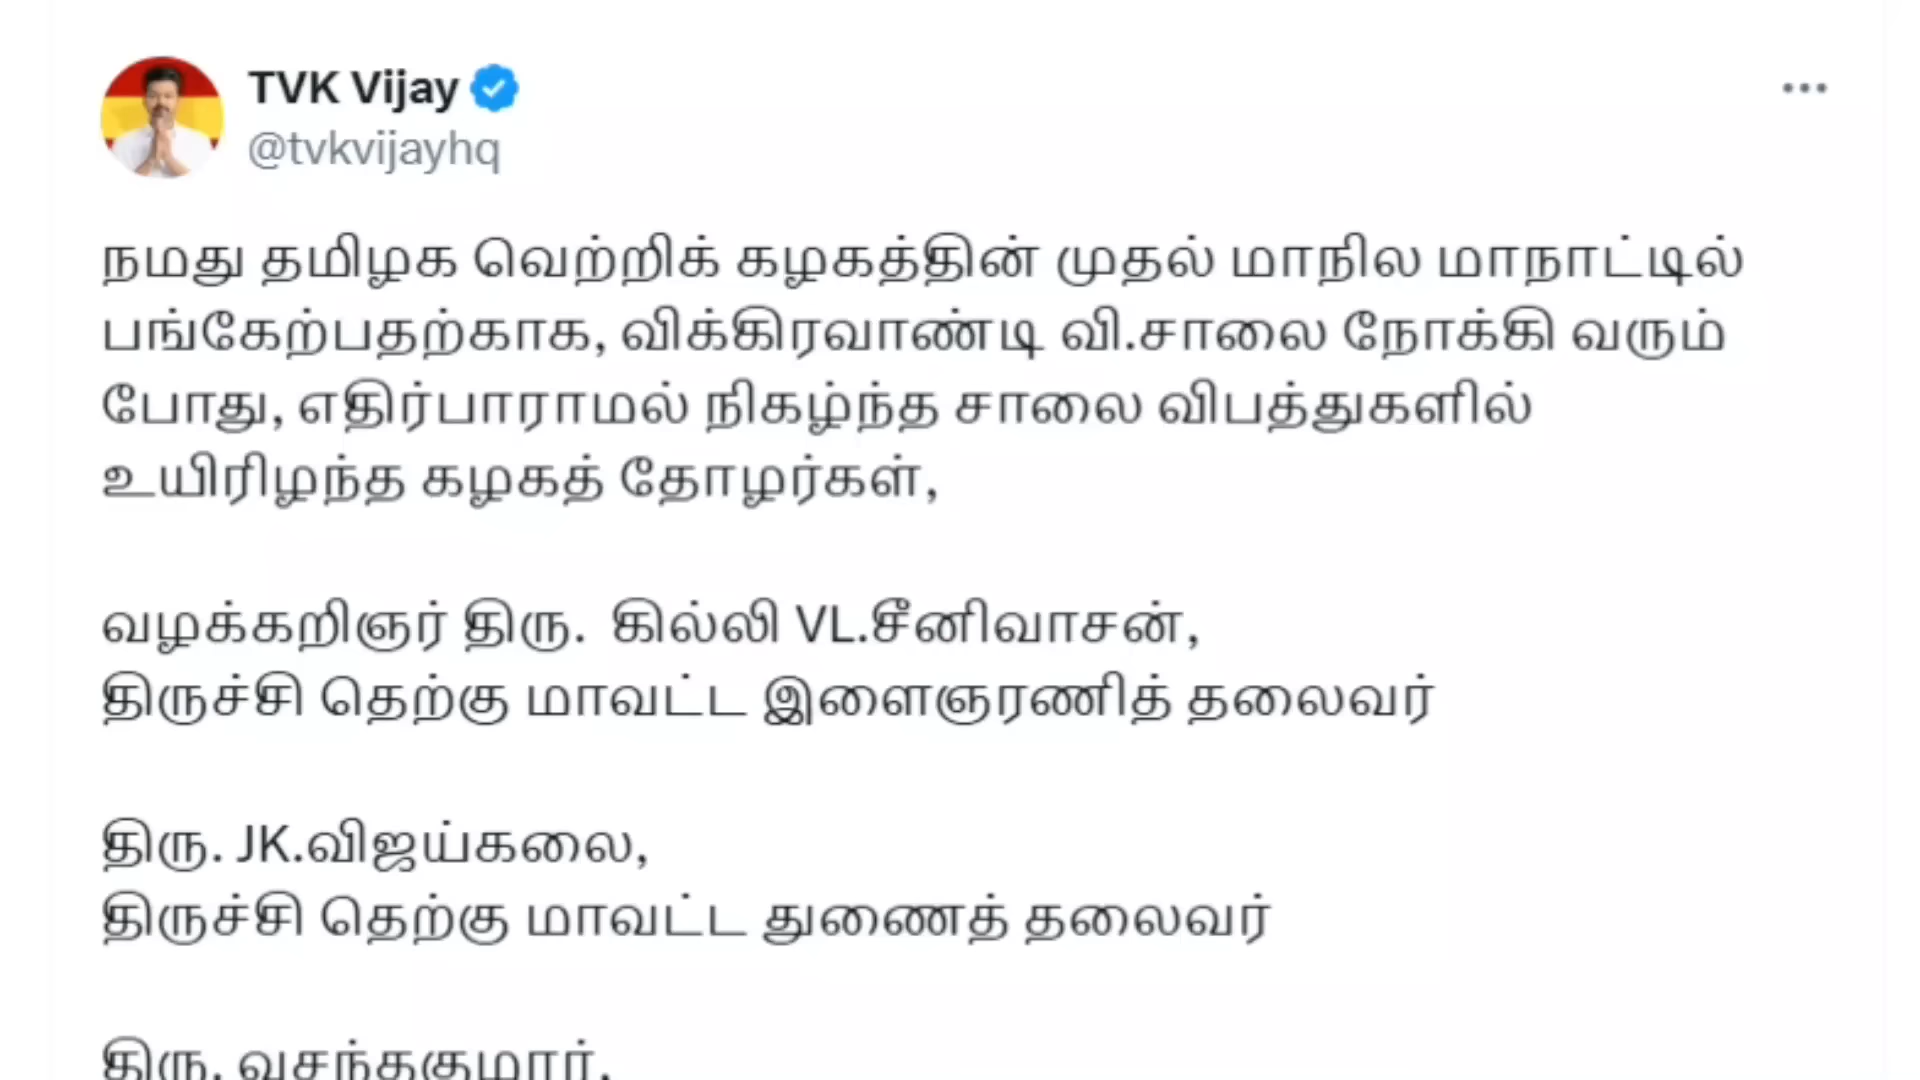 TVK Vijay
@tvkvijayhq
நமது தமிழக வெற்றிக் கழகத்தின் முதல் மாநில மாநாட்டில்
பங்கேற்பதற்காக, விக்கிரவாண்டி வி.சாலை நோக்கி வரும்
போது, எதிர்பாராமல் நிகழ்ந்த சாலை விபத்துகளில்
உயிரிழந்த கழகத் தோழர்கள்,
வழக்கறிஞர் திரு. கில்லி VL.சீனிவாசன்,
திருச்சி தெற்கு மாவட்ட இளைஞரணித் தலைவர்
திரு. JK.விஜய்கலை,
திருச்சி தெற்கு மாவட்ட துணைத் தலைவர்
திரு. வசந்தகுமார்,